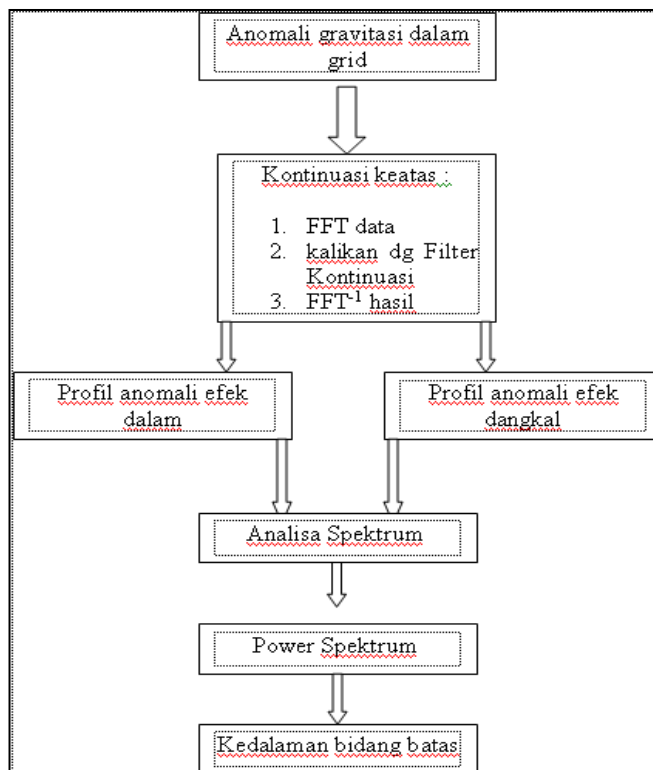 Anomali gravitasi dalam
grid
Kontinuasi keatas :
1. FFT data
2. kalikan dg Filter
Kontinuasi
3. FFT⁻¹ hasil
Profil anomali efek
dalam
Profil anomali efek
dangkal
Analisa Spektrum
Power Spektrum
Kedalaman bidang batas